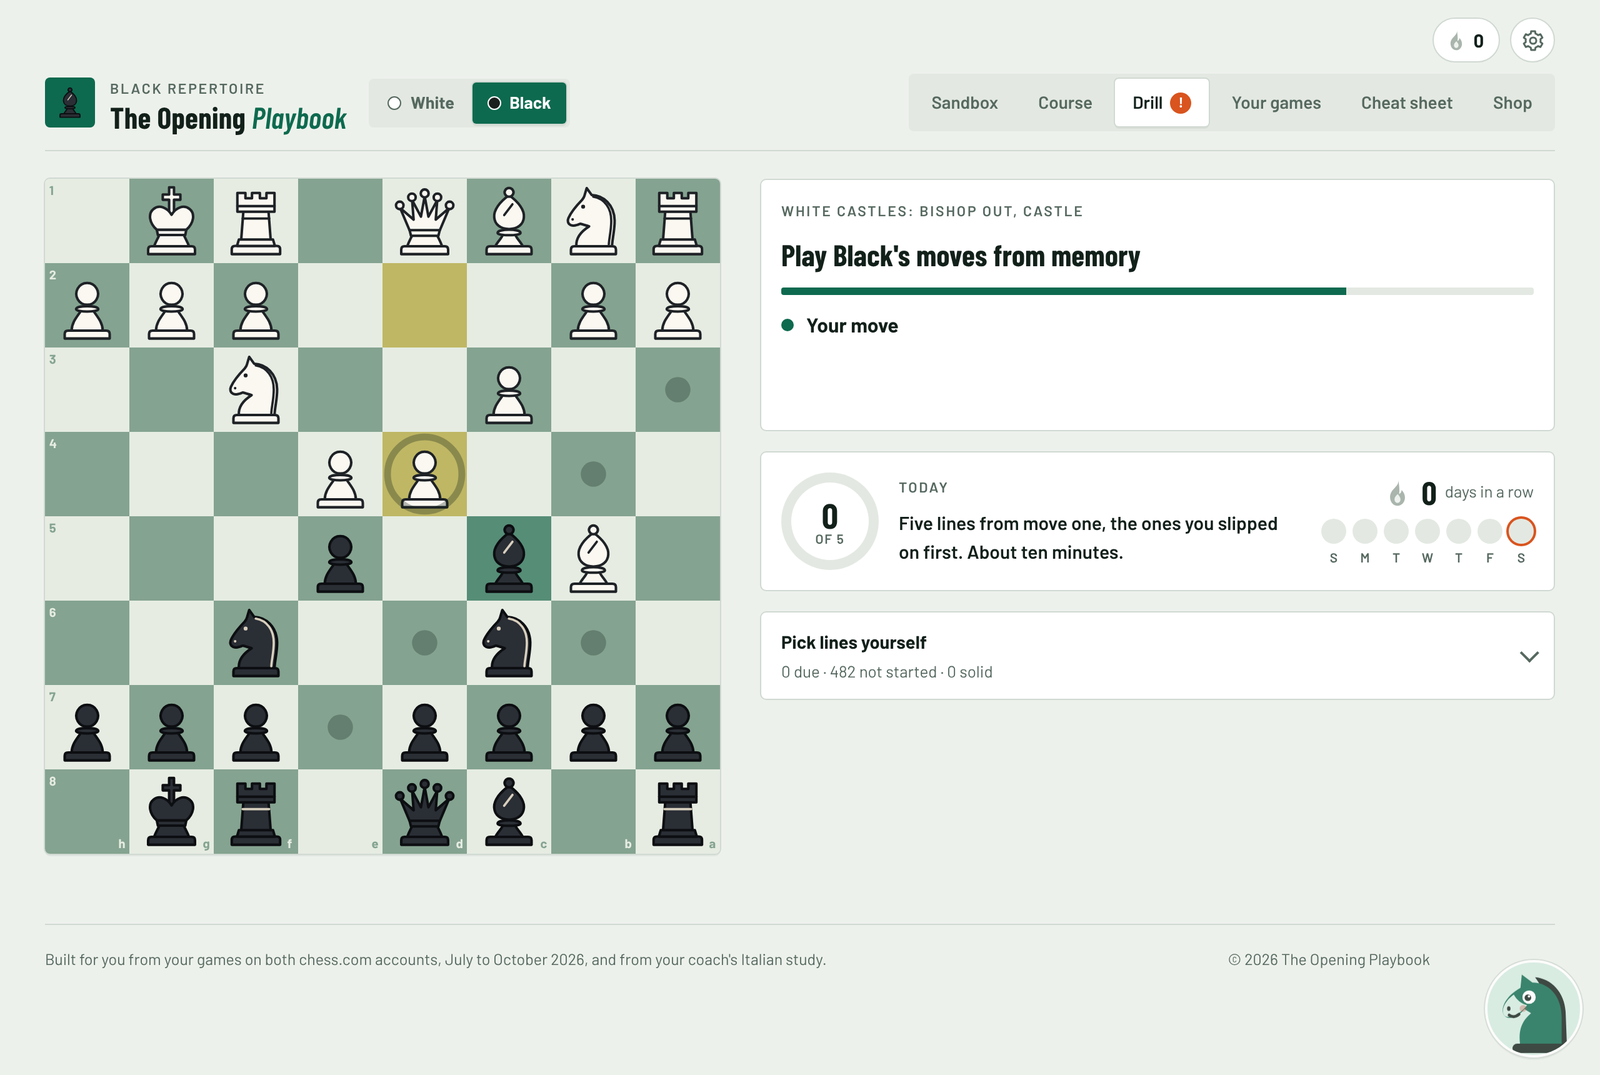 0
BLACK REPERTOIRE
The Opening Playbook
White
Black
Sandbox
Course
Drill !
Your games
Cheat sheet
Shop
1
2
3
4
5
6
7
8
h
g
f
e
d
c
b
a
WHITE CASTLES: BISHOP OUT, CASTLE
Play Black's moves from memory
Your move
0
OF 5
TODAY
Five lines from move one, the ones you slipped
on first. About ten minutes.
0 days in a row
S M T W T F S
Pick lines yourself
0 due · 482 not started · 0 solid
Built for you from your games on both chess.com accounts, July to October 2026, and from your coach's Italian study.
© 2026 The Opening Playbook